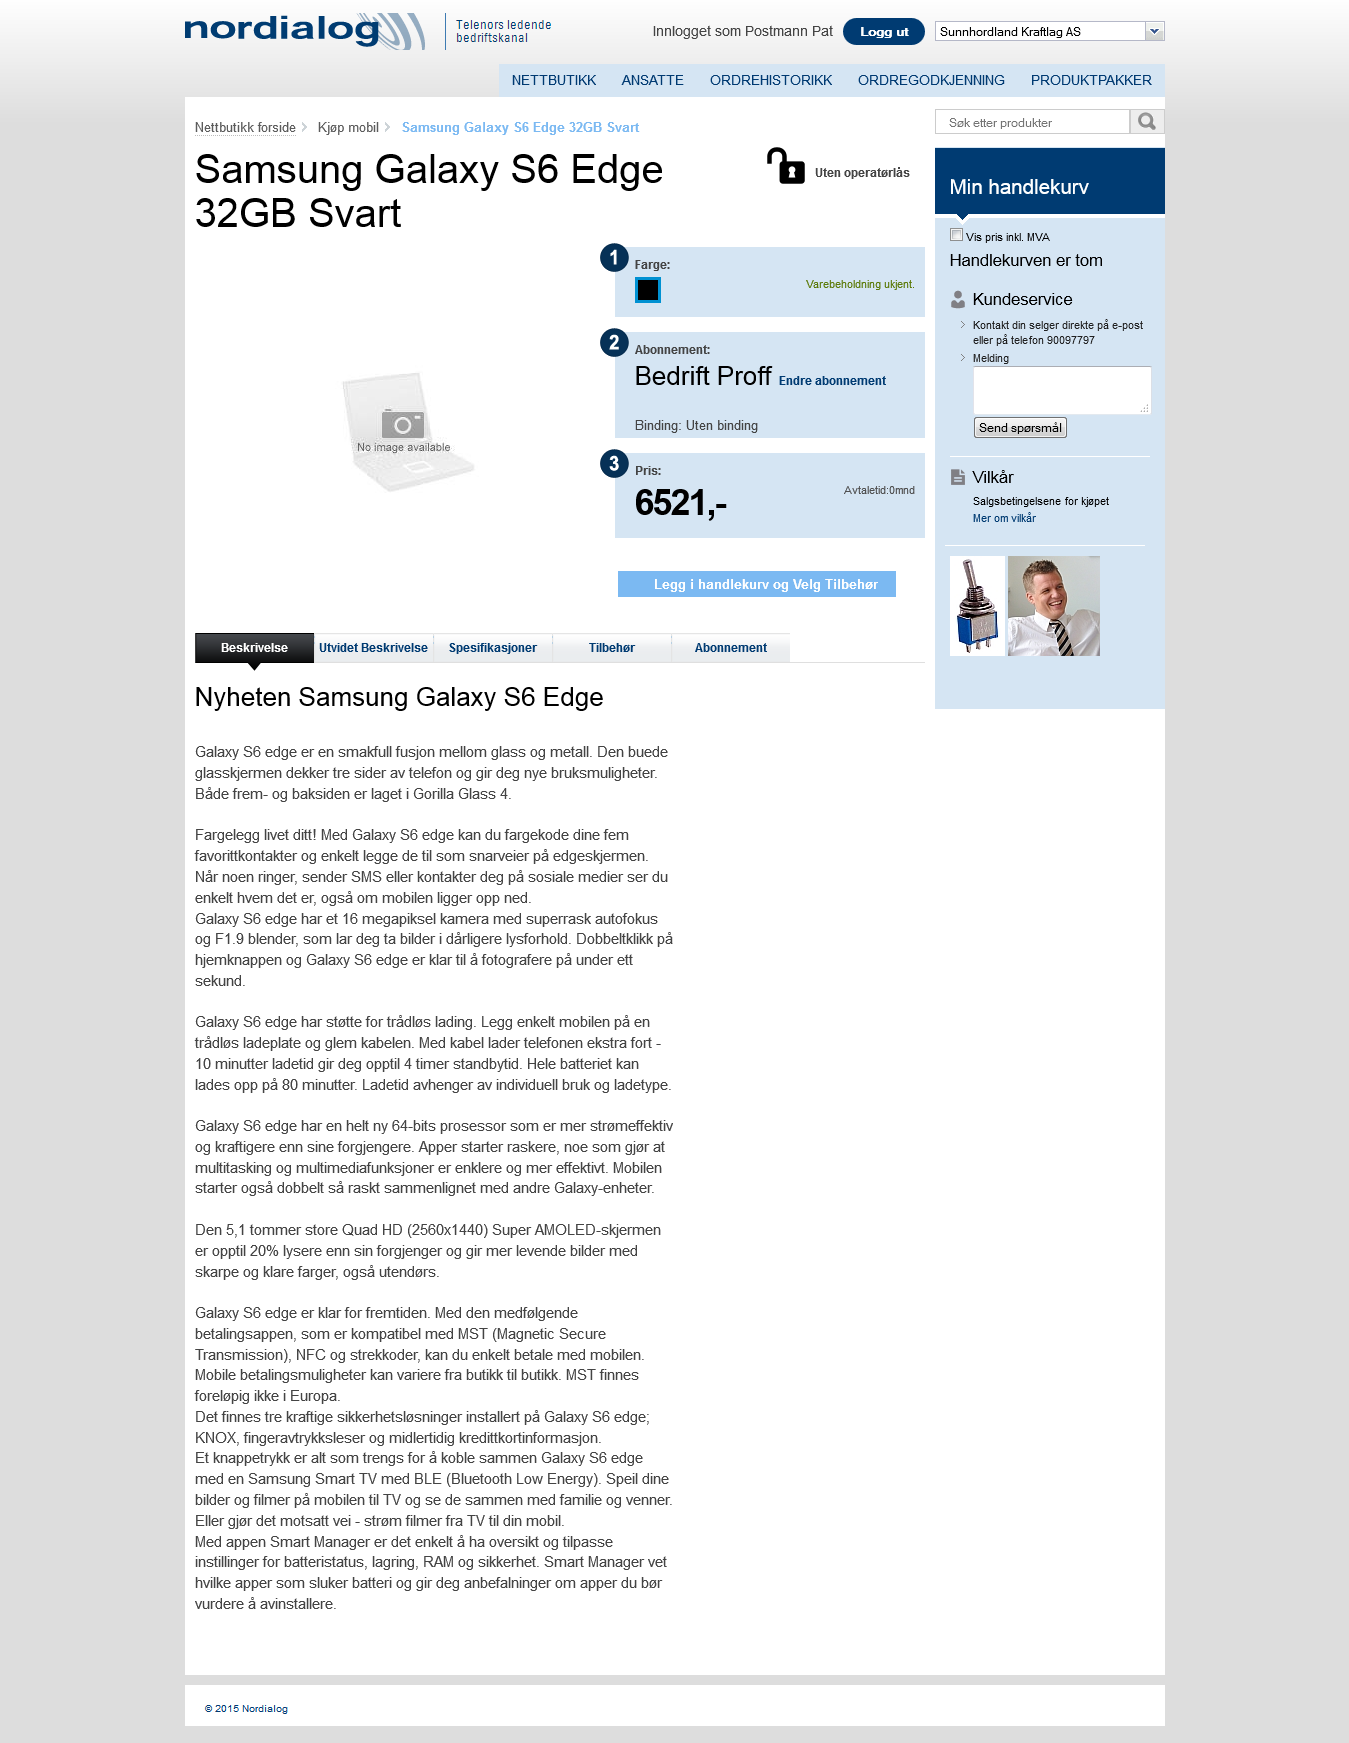 nordialog
Telenors ledende
bedriftskanal
Innlogget som Postmann Pat
Logg ut
Sunnhordland Kraftlag AS
NETTBUTIKK ANSATTE ORDREHISTORIKK ORDREGODKJENNING PRODUKTPAKKER
Nettbutikk forside Kjøp mobil Samsung Galaxy S6 Edge 32GB Svart
Søk etter produkter
Samsung Galaxy S6 Edge
32GB Svart
Uten operatørlås
1
Farge:
Varebeholdning ukjent.
2
Abonnement:
Bedrift Proff Endre abonnement
Binding: Uten binding
3
Pris:
6521,-
Avtaletid:0mnd
No image available
Legg i handlekurv og Velg Tilbehør
Min handlekurv
Vis pris inkl. MVA
Handlekurven er tom
Kundeservice
Kontakt din selger direkte på e-post
eller på telefon 90097797
Melding
Send spørsmål
Vilkår
Salgsbetingelsene for kjøpet
Mer om vilkår
Beskrivelse Utvidet Beskrivelse Spesifikasjoner Tilbehør Abonnement
Nyheten Samsung Galaxy S6 Edge
Galaxy S6 edge er en smakfull fusjon mellom glass og metall. Den buede
glasskjermen dekker tre sider av telefon og gir deg nye bruksmuligheter.
Både frem- og baksiden er laget i Gorilla Glass 4.
Fargelegg livet ditt! Med Galaxy S6 edge kan du fargekode dine fem
favorittkontakter og enkelt legge de til som snarveier på edgeskjermen.
Når noen ringer, sender SMS eller kontakter deg på sosiale medier ser du
enkelt hvem det er, også om mobilen ligger opp ned.
Galaxy S6 edge har et 16 megapiksel kamera med superrask autofokus
og F1.9 blender, som lar deg ta bilder i dårligere lysforhold. Dobbeltklikk på
hjemknappen og Galaxy S6 edge er klar til å fotografere på under ett
sekund.
Galaxy S6 edge har støtte for trådløs lading. Legg enkelt mobilen på en
trådløs ladeplate og glem kabelen. Med kabel lader telefonen ekstra fort -
10 minutter ladetid gir deg opptil 4 timer standbytid. Hele batteriet kan
lades opp på 80 minutter. Ladetid avhenger av individuell bruk og ladetype.
Galaxy S6 edge har en helt ny 64-bits prosessor som er mer strømeffektiv
og kraftigere enn sine forgjengere. Apper starter raskere, noe som gjør at
multitasking og multimediafunksjoner er enklere og mer effektivt. Mobilen
starter også dobbelt så raskt sammenlignet med andre Galaxy-enheter.
Den 5,1 tommer store Quad HD (2560x1440) Super AMOLED-skjermen
er opptil 20% lysere enn sin forgjenger og gir mer levende bilder med
skarpe og klare farger, også utendørs.
Galaxy S6 edge er klar for fremtiden. Med den medfølgende
betalingsappen, som er kompatibel med MST (Magnetic Secure
Transmission), NFC og strekkoder, kan du enkelt betale med mobilen.
Mobile betalingsmuligheter kan variere fra butikk til butikk. MST finnes
foreløpig ikke i Europa.
Det finnes tre kraftige sikkerhetsløsninger installert på Galaxy S6 edge;
KNOX, fingeravtrykksleser og midlertidig kredittkortinformasjon.
Et knappetrykk er alt som trengs for å koble sammen Galaxy S6 edge
med en Samsung Smart TV med BLE (Bluetooth Low Energy). Speil dine
bilder og filmer på mobilen til TV og se de sammen med familie og venner.
Eller gjør det motsatt vei - strøm filmer fra TV til din mobil.
Med appen Smart Manager er det enkelt å ha oversikt og tilpasse
instillinger for batteristatus, lagring, RAM og sikkerhet. Smart Manager vet
hvilke apper som sluker batteri og gir deg anbefalninger om apper du bør
vurdere å avinstallere.
© 2015 Nordialog